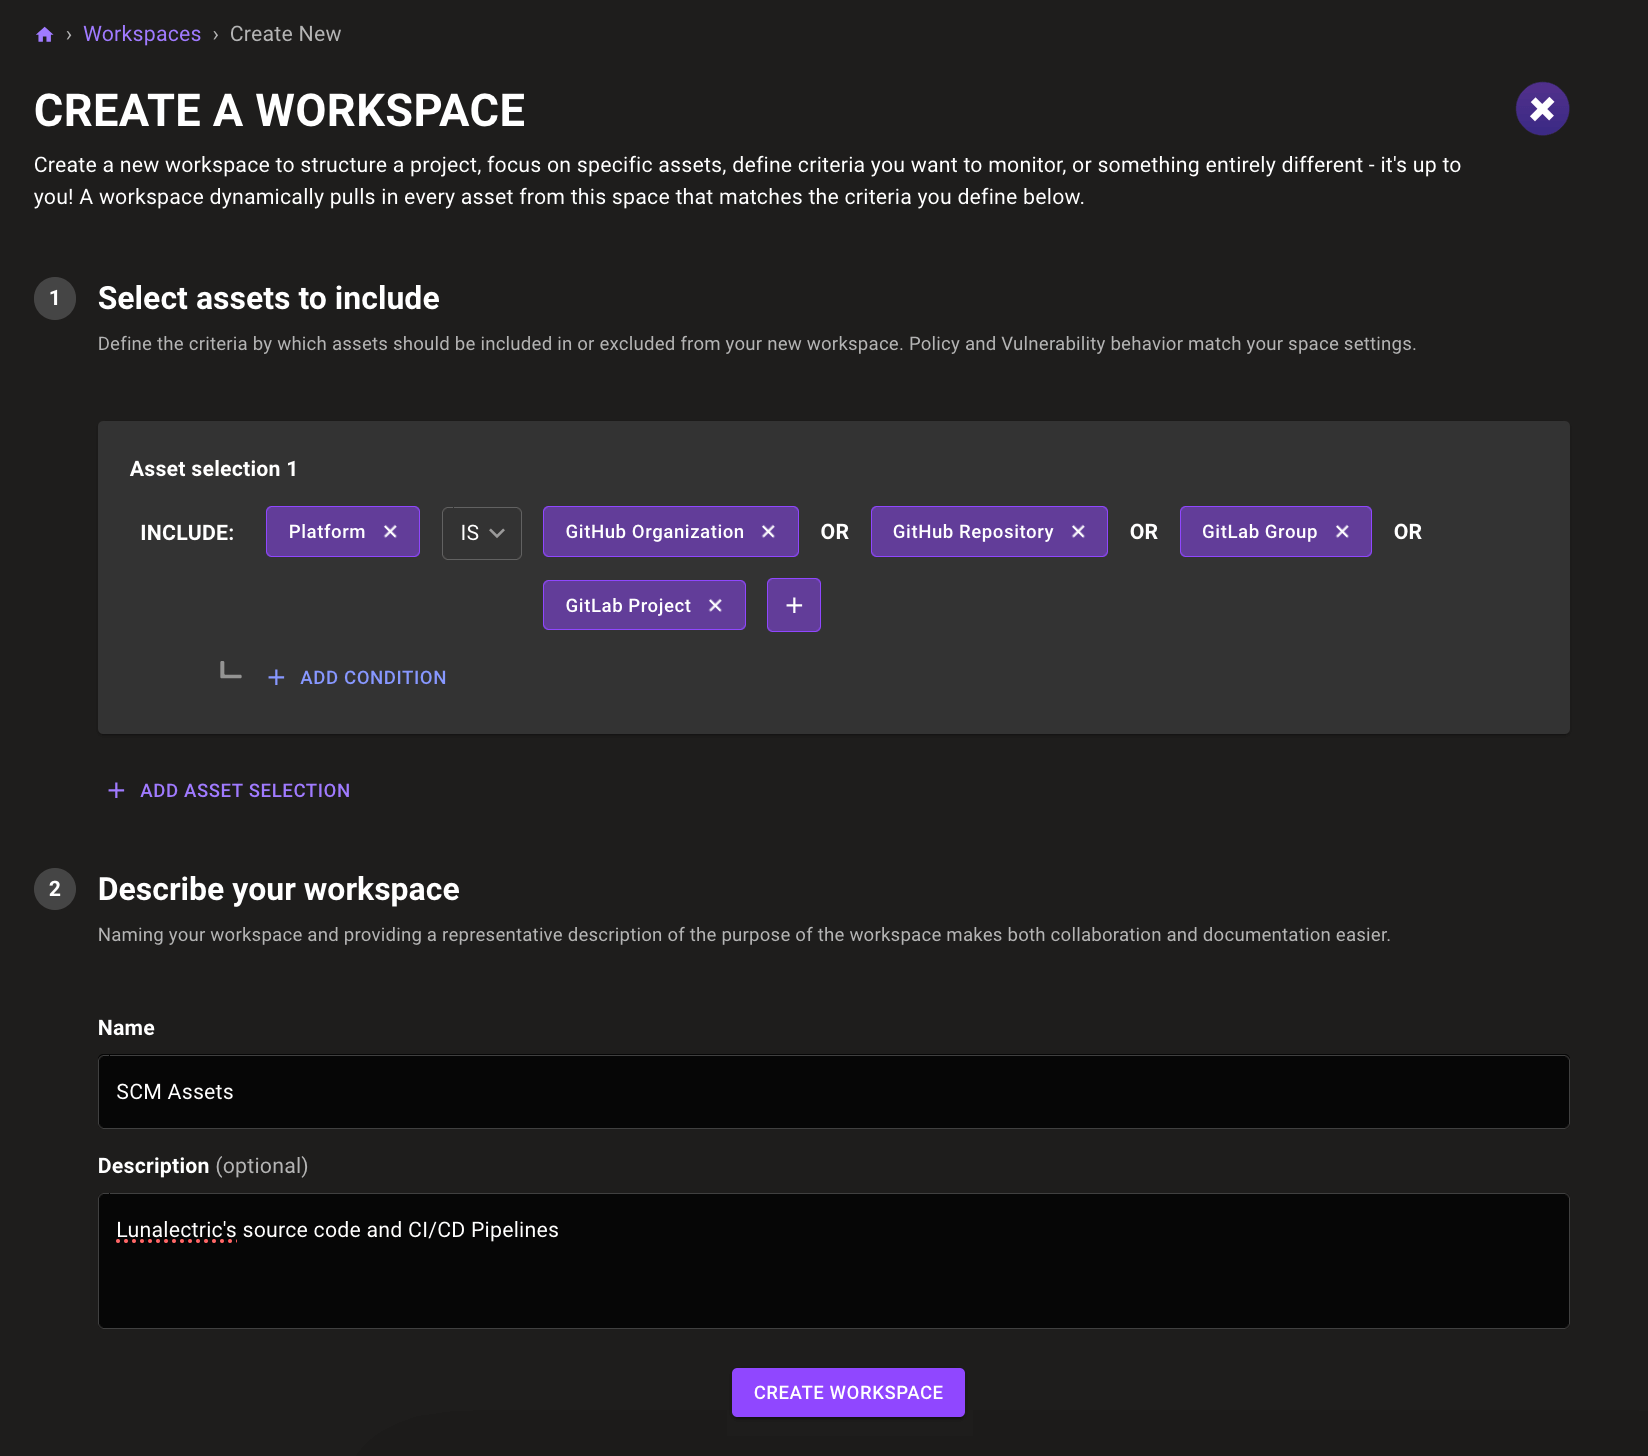 › Workspaces › Create New
CREATE A WORKSPACE
Create a new workspace to structure a project, focus on specific assets, define criteria you want to monitor, or something entirely different - it's up to
you! A workspace dynamically pulls in every asset from this space that matches the criteria you define below.
1 Select assets to include
Define the criteria by which assets should be included in or excluded from your new workspace. Policy and Vulnerability behavior match your space settings.
Asset selection 1
INCLUDE: Platform × IS GitHub Organization × OR GitHub Repository × OR GitLab Group × OR
GitLab Project × +
+ ADD CONDITION
+ ADD ASSET SELECTION
2 Describe your workspace
Naming your workspace and providing a representative description of the purpose of the workspace makes both collaboration and documentation easier.
Name
SCM Assets
Description (optional)
Lunalectric's source code and CI/CD Pipelines
CREATE WORKSPACE